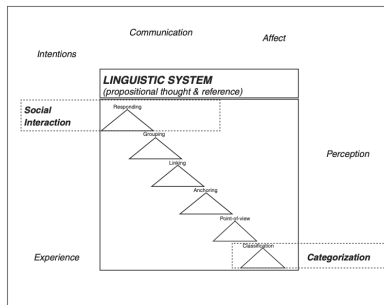 Communication
Affect
Intentions
LINGUISTIC SYSTEM
(propositional thought & reference)
Social
Interaction
Responding
Grouping
Linking
Anchoring
Perception
Point-of-view
Classification
Experience
Categorization